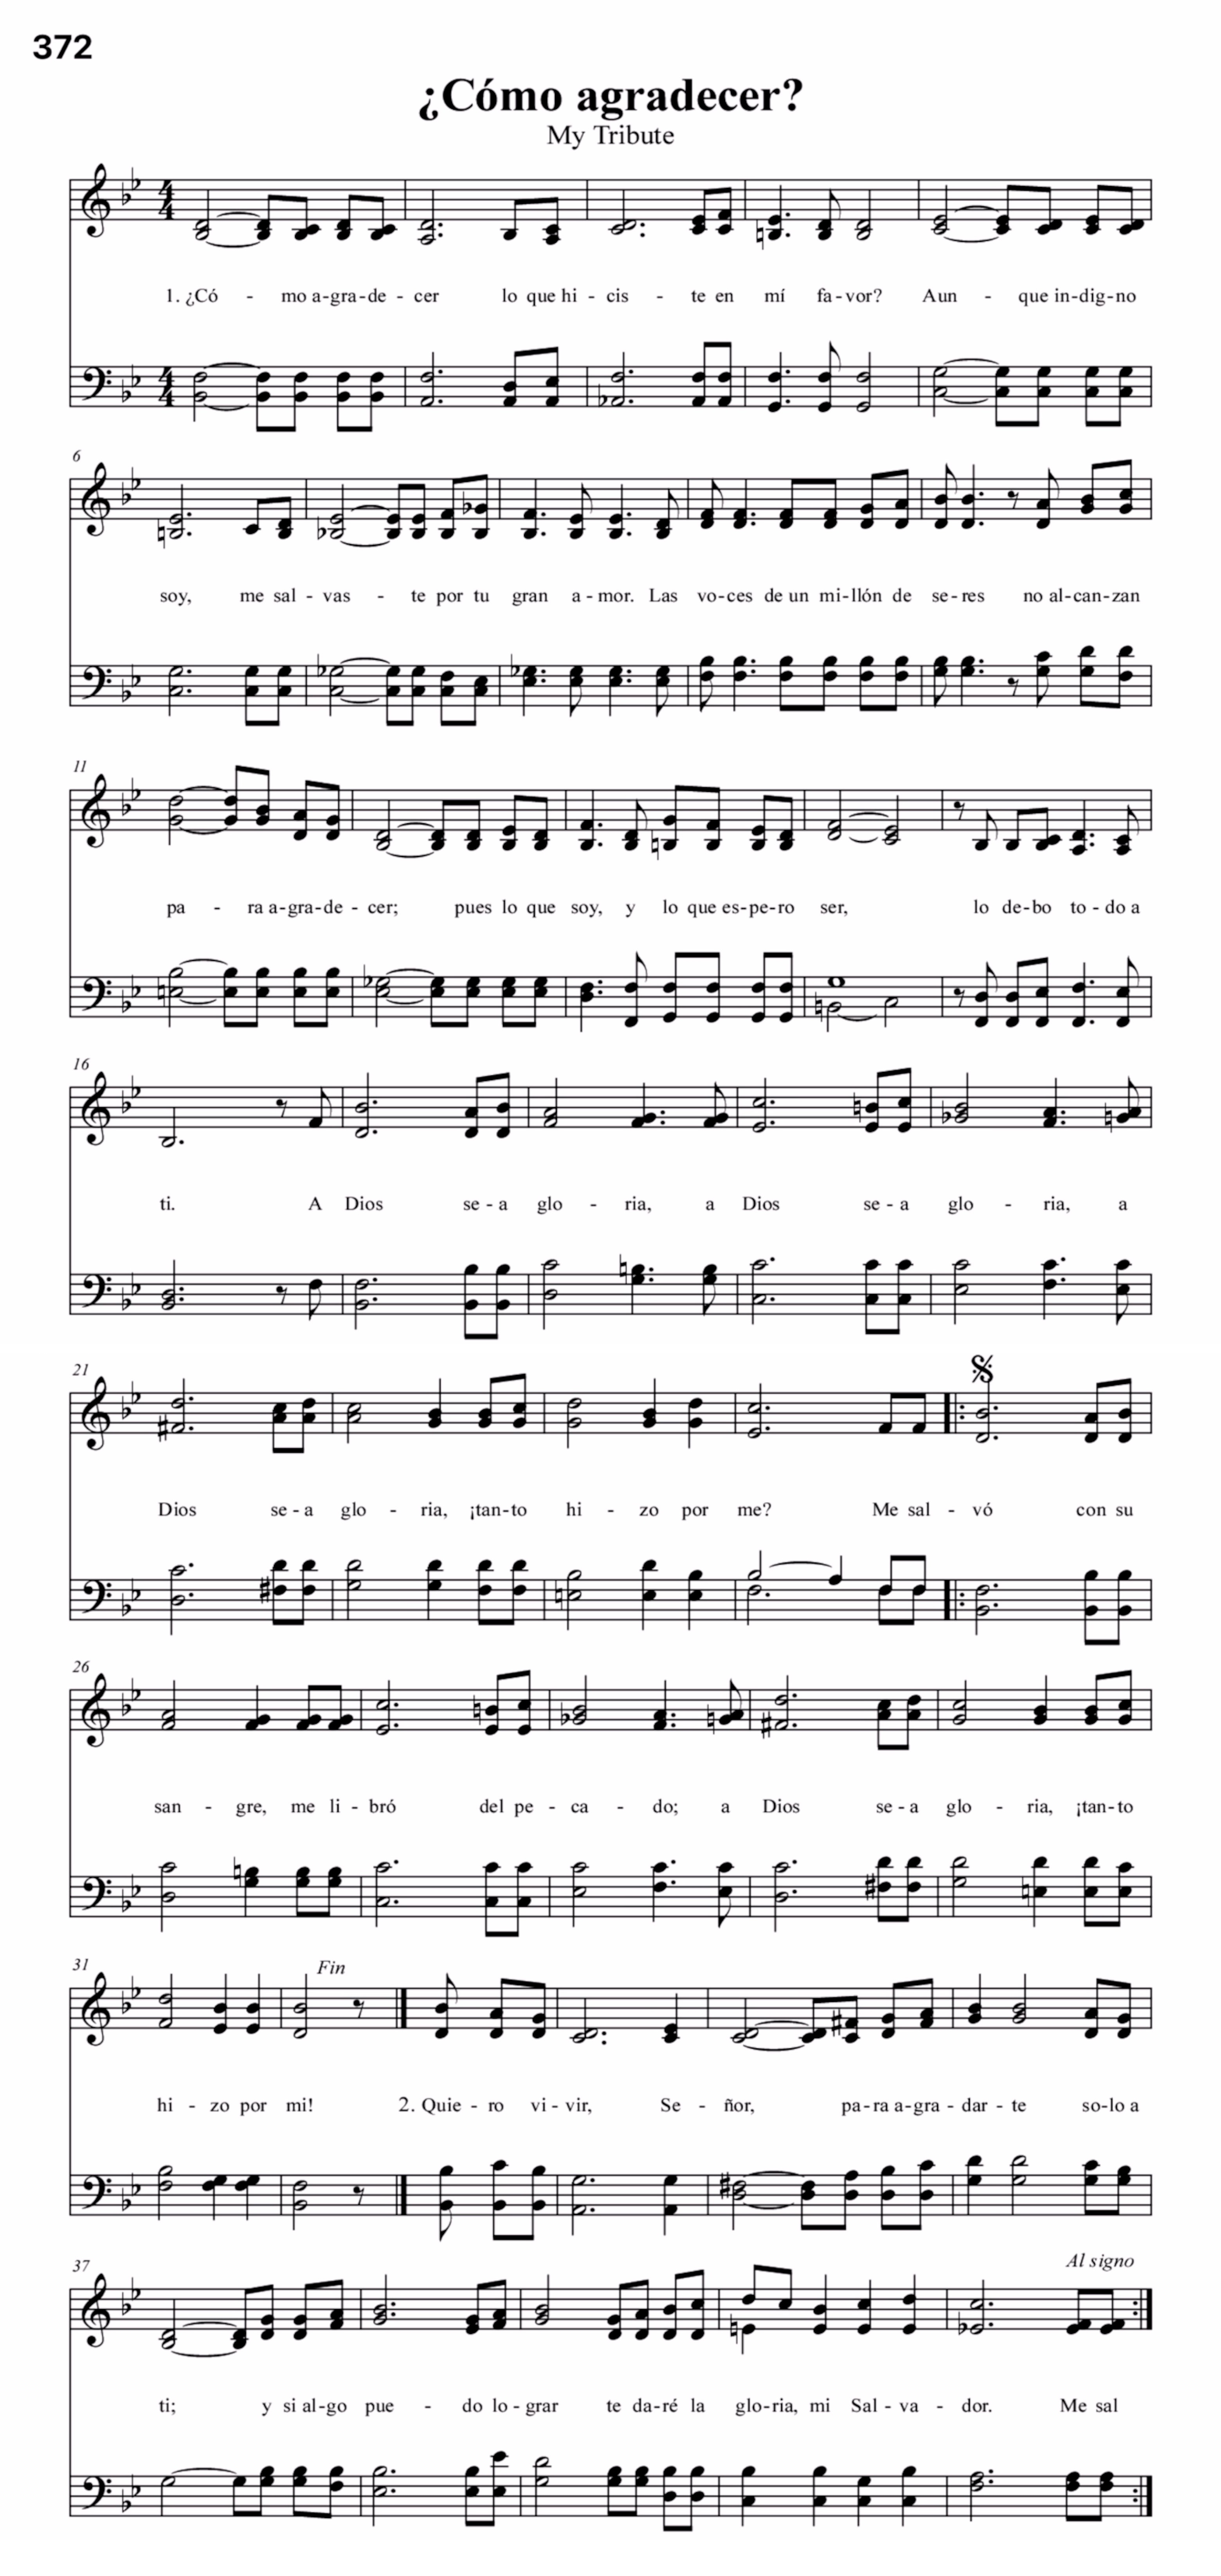 372
¿Cómo agradecer?
My Tribute
1. ¿Có - mo a-gra-de - cer lo que hi - cis - te en mí fa - vor? Aun - que in-dig-no
6
soy, me sal - vas - te por tu gran a - mor. Las vo-ces de un mi-llón de se-res no al-can-zan
11
pa - ra a-gra-de - cer; pues lo que soy, y lo que es-pe-ro ser, lo de-bo to - do a
16
ti. A Dios se - a glo - ria, a Dios se - a glo - ria, a
21
Dios se - a glo - ria, ¡tan-to hi - zo por me? Me sal - vó con su
26
san - gre, me li - bró del pe - ca - do; a Dios se - a glo - ria, ¡tan-to
31
Fin
hi - zo por mi! 2. Quie - ro vi - vir, Se - ñor, pa-ra a-gra - dar - te so-lo a
37
Al signo
ti; y si al-go pue - do lo - grar te da-ré la glo-ria, mi Sal - va - dor. Me sal